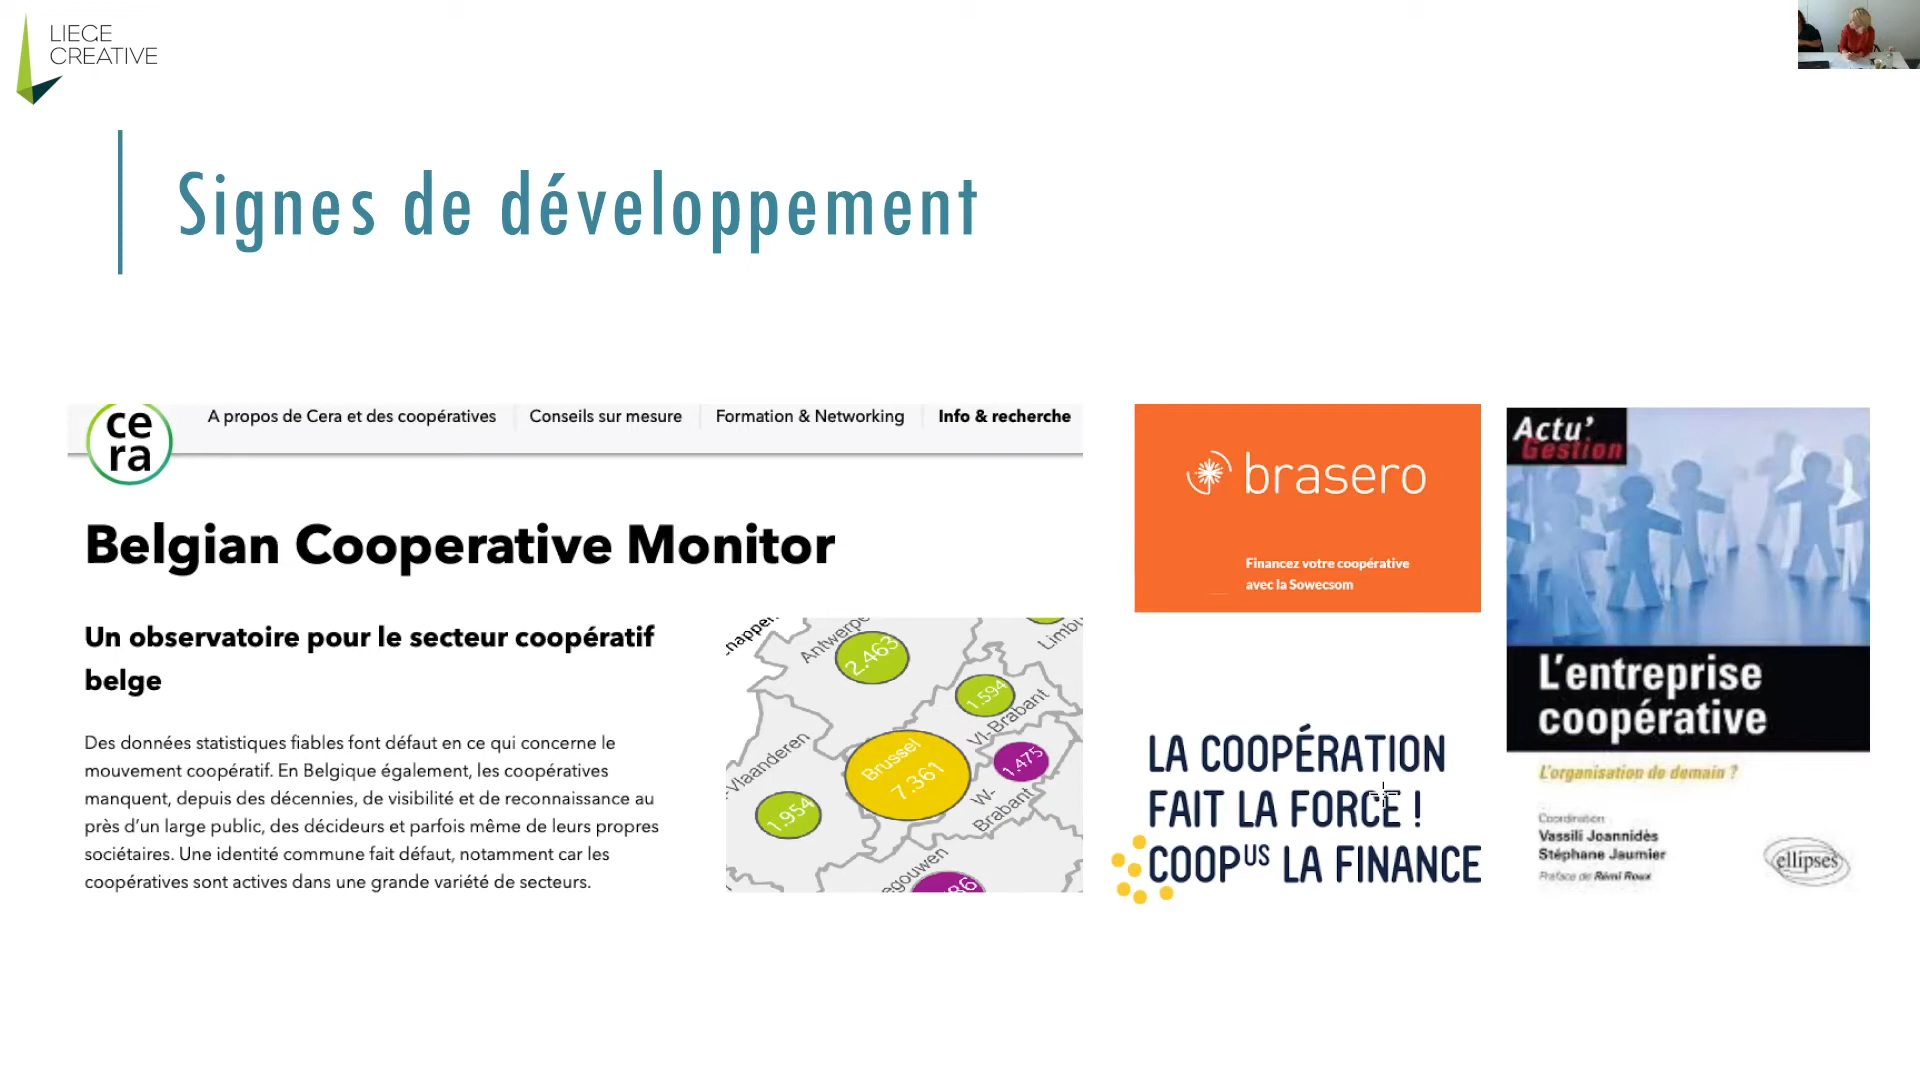 LIEGE
CREATIVE
Signes de développement
ce
ra
A propos de Cera et des coopératives
Conseils sur mesure
Formation & Networking
Info & recherche
Belgian Cooperative Monitor
Un observatoire pour le secteur coopératif
belge
Des données statistiques fiables font défaut en ce qui concerne le
mouvement coopératif. En Belgique également, les coopératives
manquent, depuis des décennies, de visibilité et de reconnaissance au
près d’un large public, des décideurs et parfois même de leurs propres
sociétaires. Une identité commune fait défaut, notamment car les
coopératives sont actives dans une grande variété de secteurs.
2.463
1.594
Vl-Brabant
Brussel
7.361
1.475
W-
Brabant
1.954
brasero
Financez votre coopérative
avec la Sowecsom
LA COOPÉRATION
FAIT LA FORCE !
COOPUS LA FINANCE
Actu’
Gestion
L’entreprise
coopérative
L’organisation de demain ?
Coordination
Vassili Joannidès
Stéphane Jaumier
Préface de Rémi Roux
ellipses